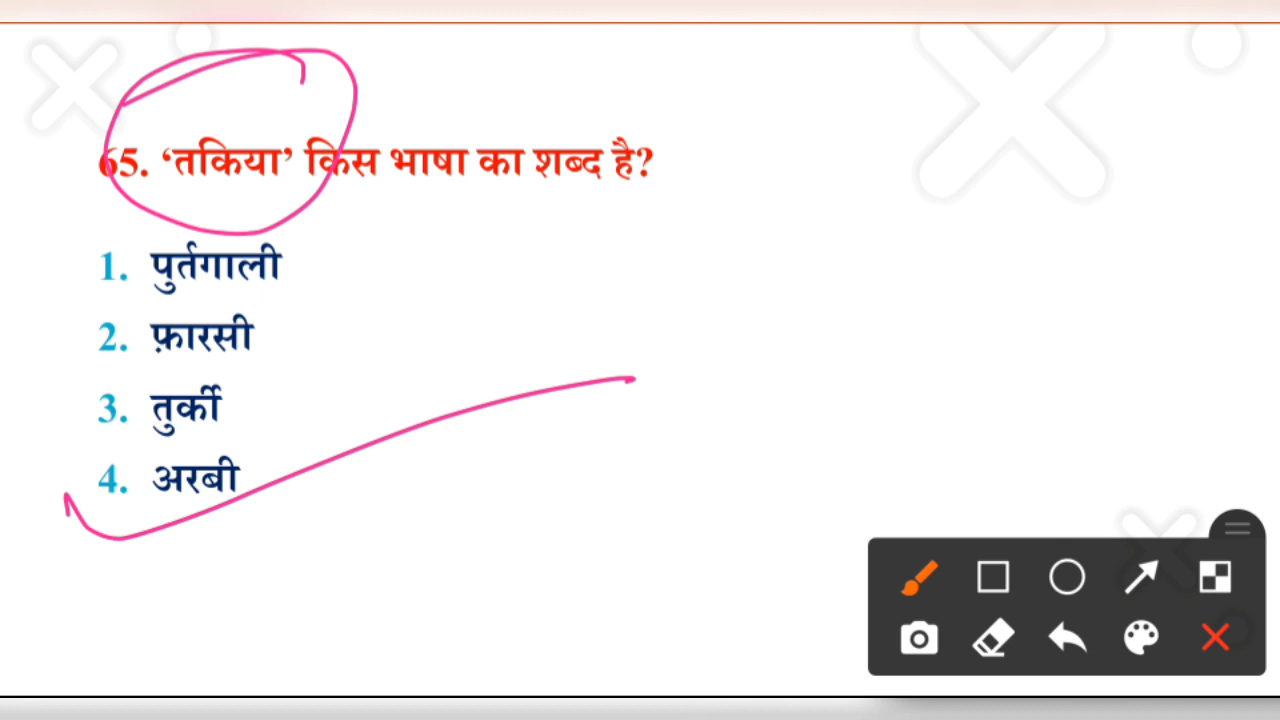 65. ‘तकिया’ किस भाषा का शब्द है?
1. पुर्तगाली
2. फ़ारसी
3. तुर्की
4. अरबी